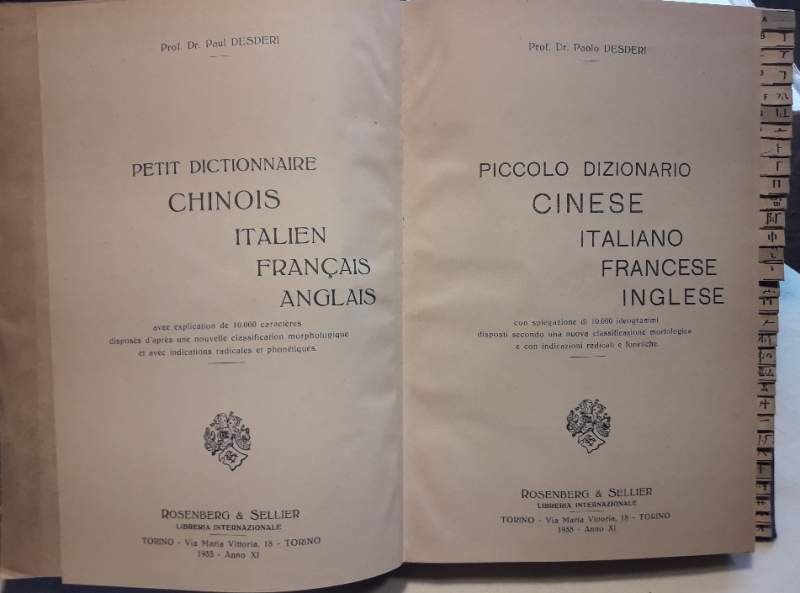 Prof. Dr. Paul DESDERI
PETIT DICTIONNAIRE
CHINOIS
ITALIEN
FRANÇAIS
ANGLAIS
avec explication de 10.000 caractères
disposés d'après une nouvelle classification morphologique
et avec indications radicales et phonétiques.
ROSENBERG & SELLIER
LIBRERIA INTERNAZIONALE
TORINO - Via Maria Vittoria, 18 - TORINO
1933 - Anno XI
Prof. Dr. Paolo DESDERI
PICCOLO DIZIONARIO
CINESE
ITALIANO
FRANCESE
INGLESE
con spiegazione di 10.000 ideogrammi
disposti secondo una nuova classificazione morfologica
e con indicazioni radicali e fonetiche.
ROSENBERG & SELLIER
LIBRERIA INTERNAZIONALE
TORINO - Via Maria Vittoria, 18 - TORINO
1933 - Anno XI